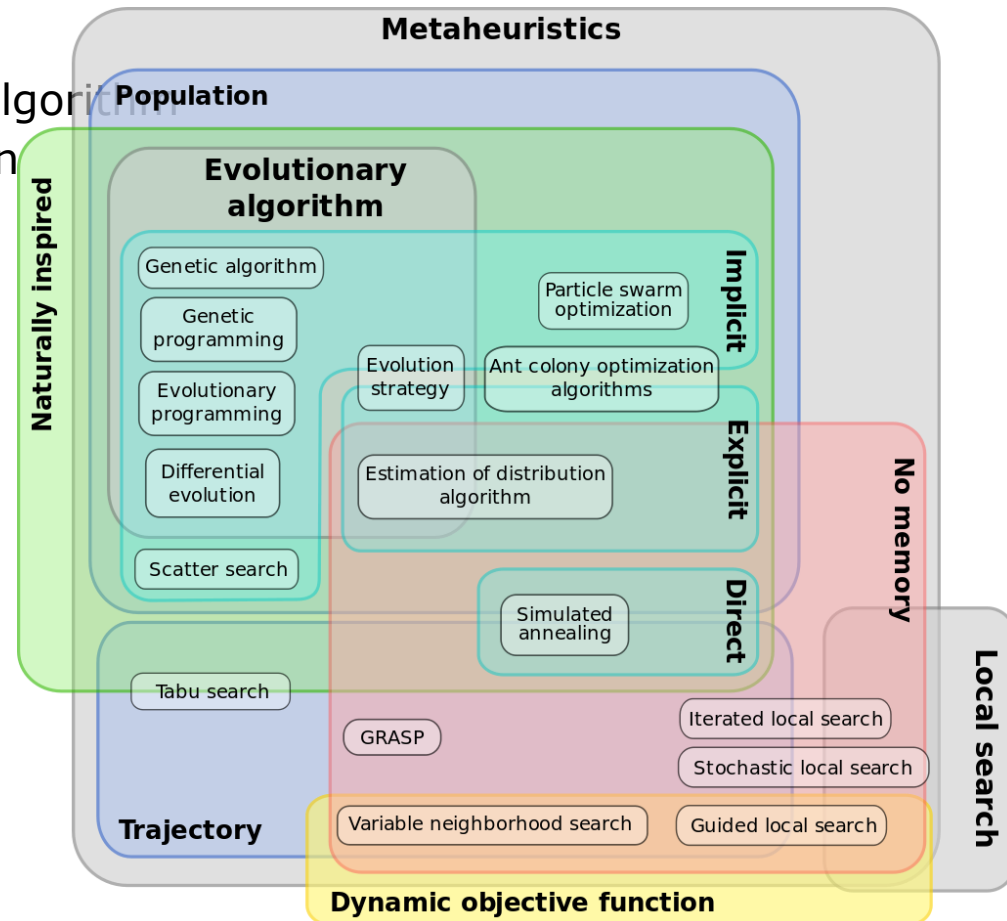 Metaheuristics
Population
Naturally inspired
Evolutionary
algorithm
Genetic algorithm
Genetic
programming
Evolutionary
programming
Differential
evolution
Scatter search
Evolution
strategy
Particle swarm
optimization
Ant colony optimization
algorithms
Implicit
Estimation of distribution
algorithm
Explicit
No memory
Simulated
annealing
Direct
Local search
Tabu search
GRASP
Iterated local search
Stochastic local search
Variable neighborhood search
Guided local search
Trajectory
Dynamic objective function